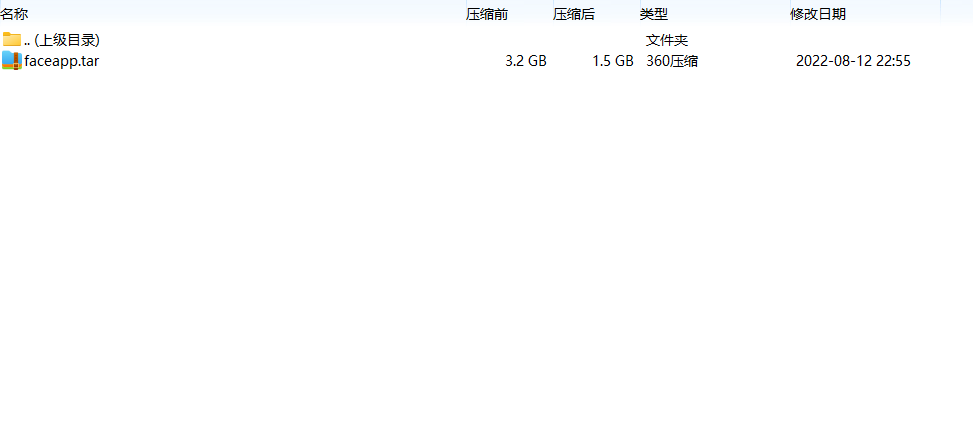 名称 压缩前 压缩后 类型 修改日期
.. (上级目录) 文件夹
faceapp.tar 3.2 GB 1.5 GB 360压缩 2022-08-12 22:55